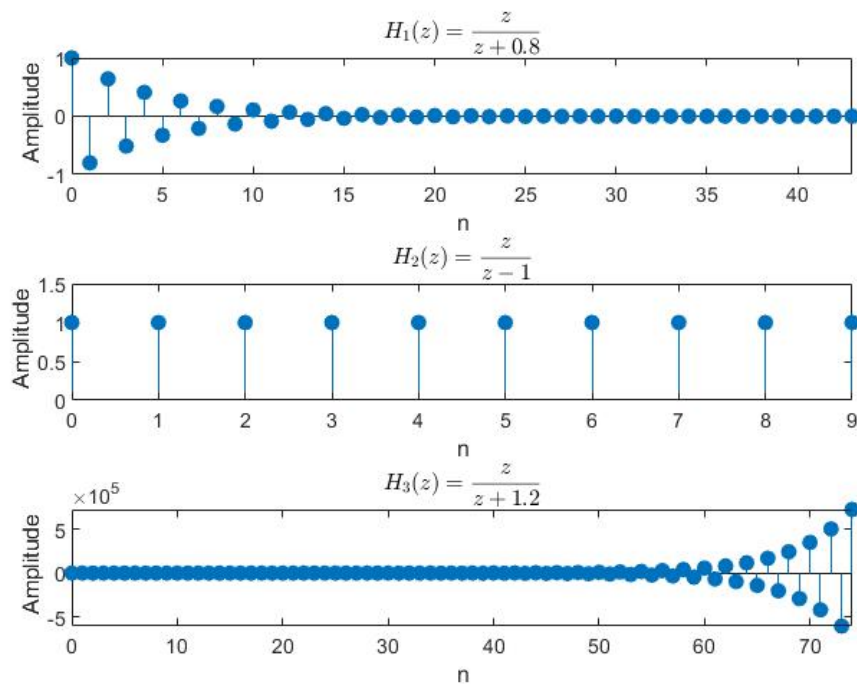 H₁(z) = z / (z + 0.8)
1
0
-1
Amplitude
0 5 10 15 20 25 30 35 40
n
H₂(z) = z / (z − 1)
1.5
1
0.5
0
Amplitude
0 1 2 3 4 5 6 7 8 9
n
H₃(z) = z / (z + 1.2)
×10⁵
5
0
-5
Amplitude
0 10 20 30 40 50 60 70
n